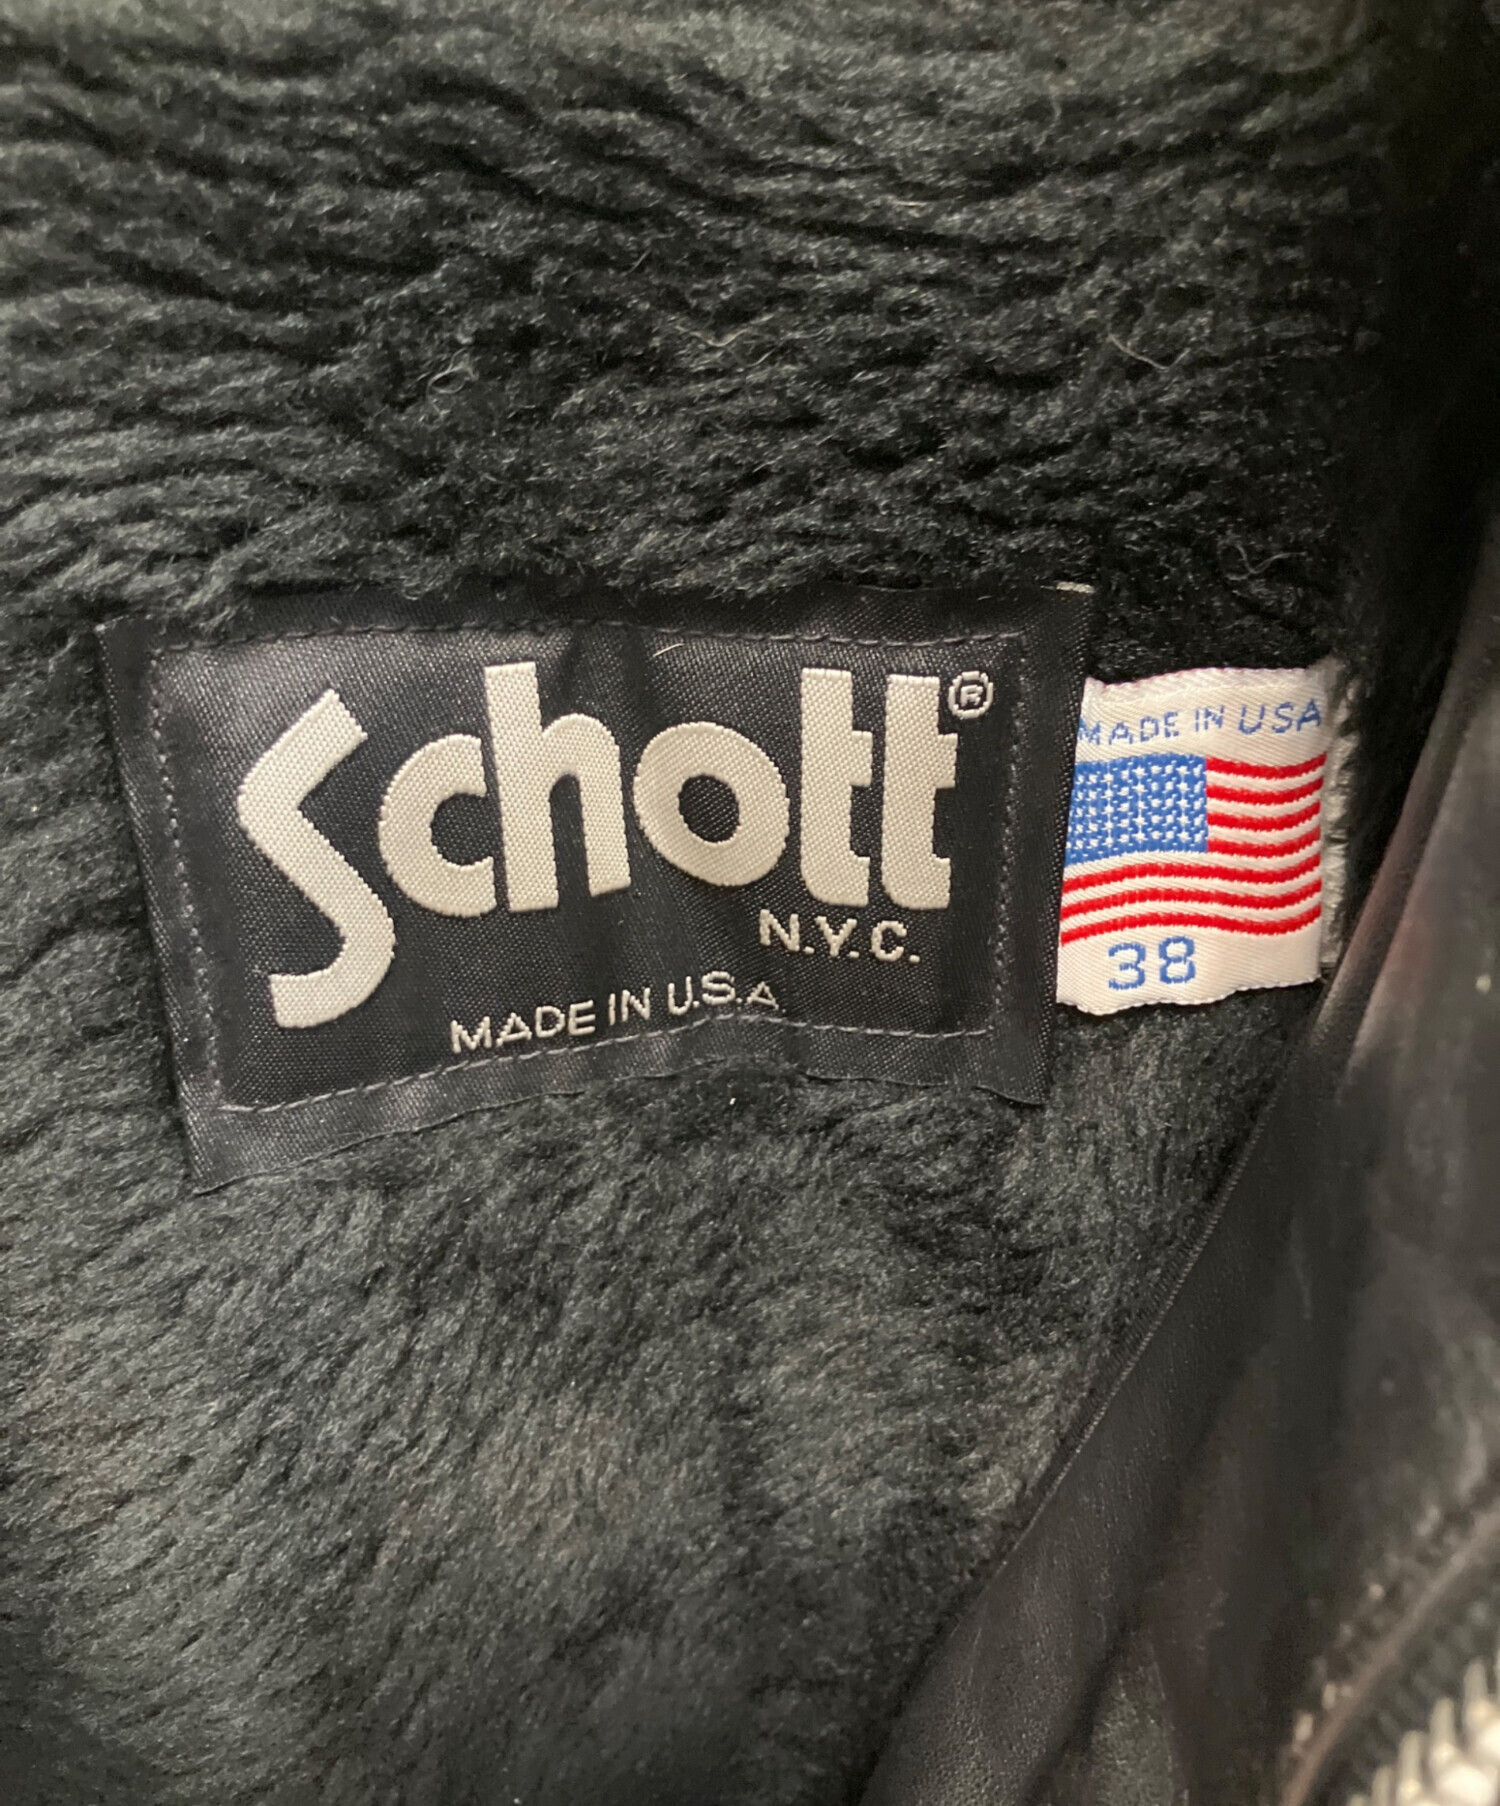 Schott®
N.Y.C.
MADE IN U.S.A
MADE IN USA
38